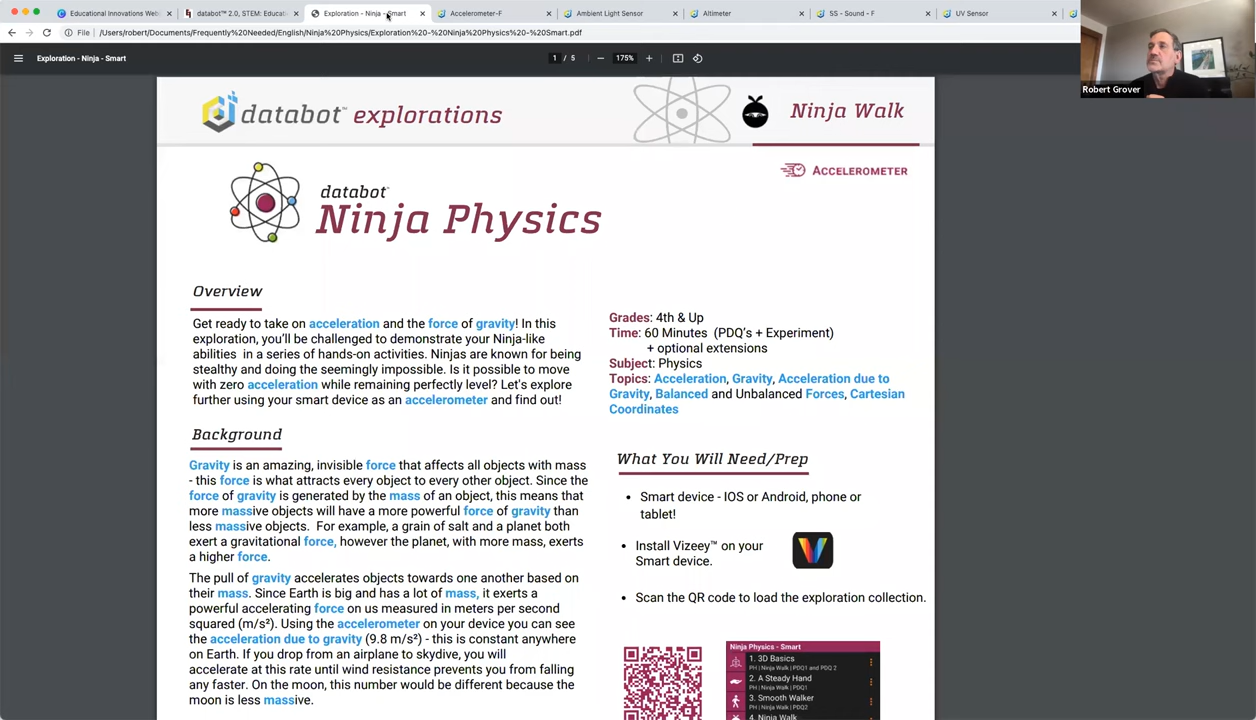 Educational Innovations Web
databot™ 2.0, STEM: Educati
Exploration - Ninja - Smart
Accelerometer-F
Ambient Light Sensor
Altimeter
SS - Sound - F
UV Sensor
File
/Users/robert/Documents/Frequently%20Needed/English/Ninja%20Physics/Exploration%20-%20Ninja%20Physics%20-%20Smart.pdf
Exploration - Ninja - Smart
1 / 5
175%
Robert Grover
databot™ explorations
Ninja Walk
ACCELEROMETER
databot™
Ninja Physics
Overview
Get ready to take on acceleration and the force of gravity! In this
exploration, you'll be challenged to demonstrate your Ninja-like
abilities in a series of hands-on activities. Ninjas are known for being
stealthy and doing the seemingly impossible. Is it possible to move
with zero acceleration while remaining perfectly level? Let's explore
further using your smart device as an accelerometer and find out!
Background
Gravity is an amazing, invisible force that affects all objects with mass
- this force is what attracts every object to every other object. Since the
force of gravity is generated by the mass of an object, this means that
more massive objects will have a more powerful force of gravity than
less massive objects. For example, a grain of salt and a planet both
exert a gravitational force, however the planet, with more mass, exerts
a higher force.
The pull of gravity accelerates objects towards one another based on
their mass. Since Earth is big and has a lot of mass, it exerts a
powerful accelerating force on us measured in meters per second
squared (m/s²). Using the accelerometer on your device you can see
the acceleration due to gravity (9.8 m/s²) - this is constant anywhere
on Earth. If you drop from an airplane to skydive, you will
accelerate at this rate until wind resistance prevents you from falling
any faster. On the moon, this number would be different because the
moon is less massive.
Grades: 4th & Up
Time: 60 Minutes (PDQ's + Experiment)
+ optional extensions
Subject: Physics
Topics: Acceleration, Gravity, Acceleration due to
Gravity, Balanced and Unbalanced Forces, Cartesian
Coordinates
What You Will Need/Prep
• Smart device - IOS or Android, phone or
tablet!
• Install Vizeey™ on your
Smart device.
• Scan the QR code to load the exploration collection.
Ninja Physics - Smart
1. 3D Basics
PH | Ninja Walk | PDQ1 and PDQ 2
2. A Steady Hand
PH | Ninja Walk | PDQ1
3. Smooth Walker
PH | Ninja Walk | PDQ2
4. Ninja Walk